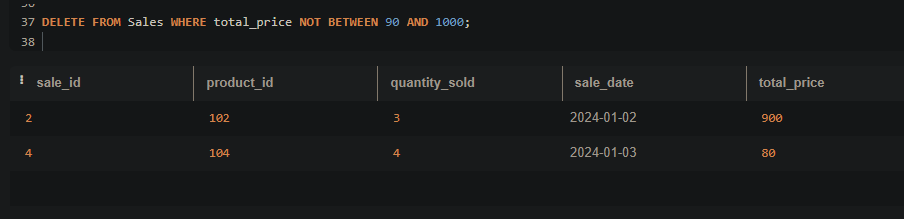 37 DELETE FROM Sales WHERE total_price NOT BETWEEN 90 AND 1000;
38
sale_id product_id quantity_sold sale_date total_price
2 102 3 2024-01-02 900
4 104 4 2024-01-03 80